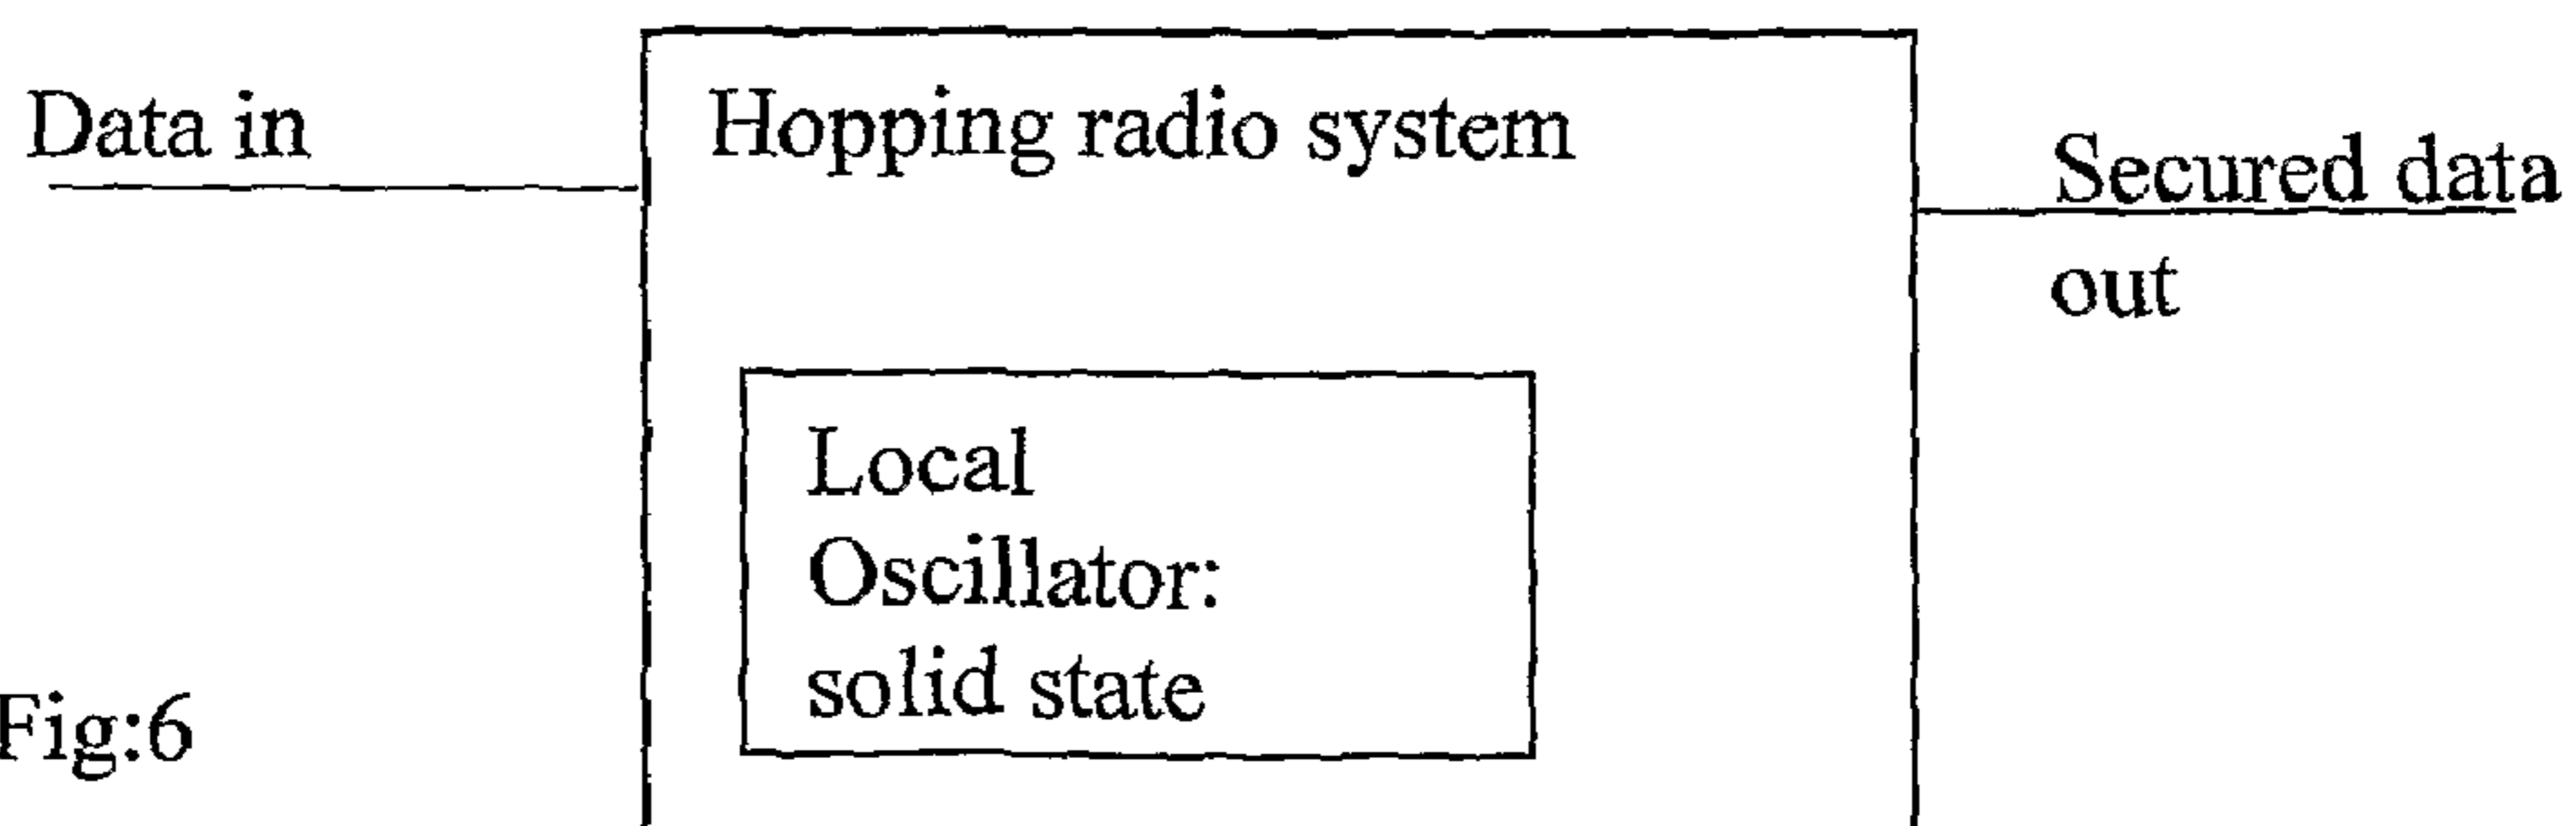 Data in
Hopping radio system
Secured data
out
Local
Oscillator:
solid state
Fig:6